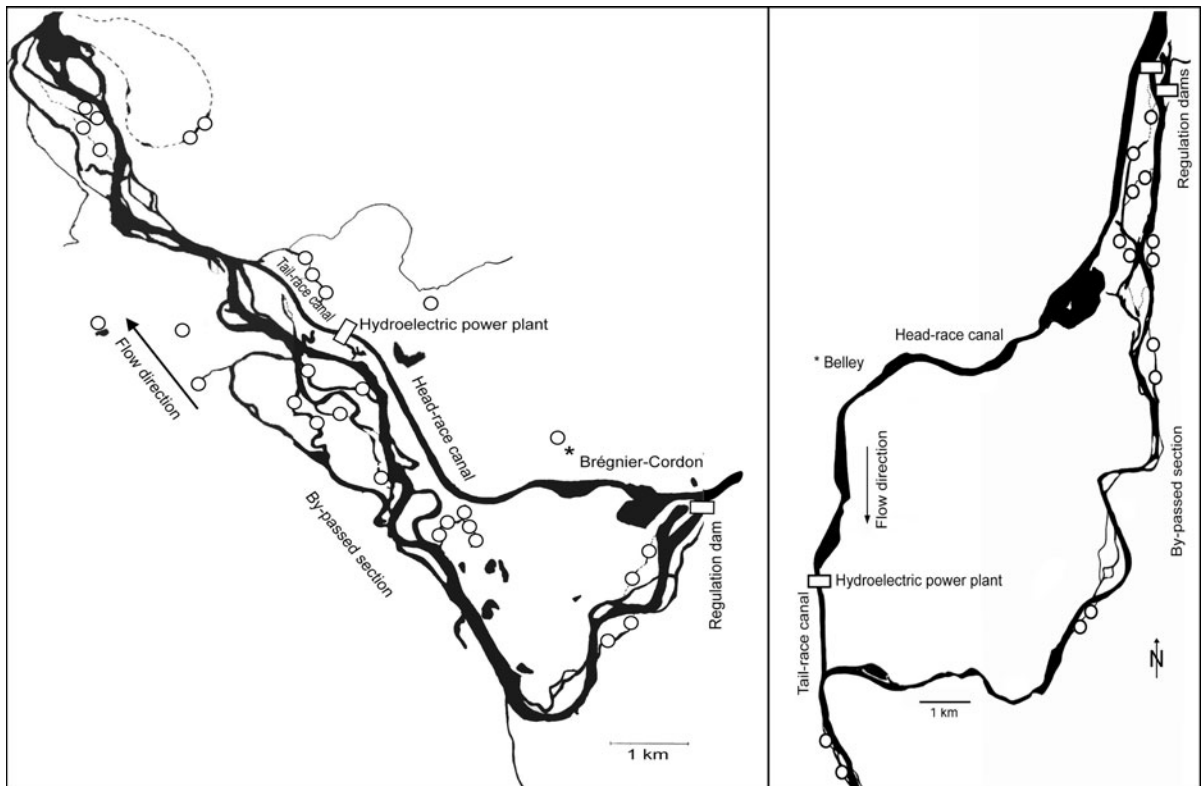 Tail-race canal
Hydroelectric power plant
Flow direction
Head-race canal
* Brégnier-Cordon
By-passed section
Regulation dam
1 km
Regulation dams
Head-race canal
* Belley
Flow direction
By-passed section
Hydroelectric power plant
Tail-race canal
N
1 km